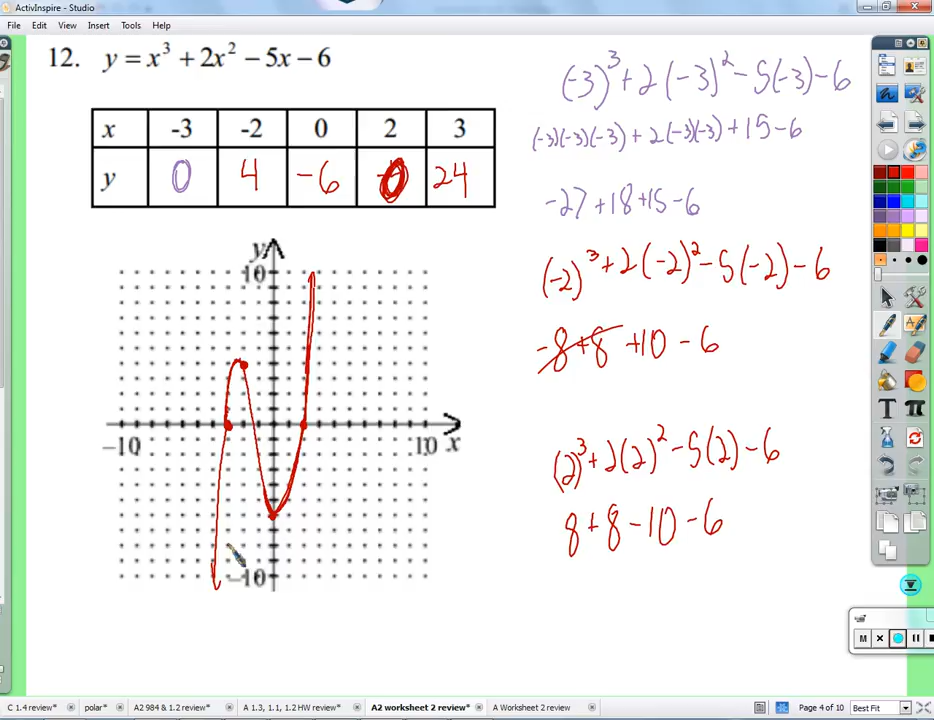 ActivInspire - Studio
File Edit View Insert Tools Help
12. y = x³ + 2x² − 5x − 6
x -3 -2 0 2 3
y 0 4 -6 0 24
y
10
-10
10 x
-10
(-3)³ + 2(-3)² - 5(-3) - 6
(-3)(-3)(-3) + 2(-3)(-3) + 15 - 6
-27 + 18 + 15 - 6
(-2)³ + 2(-2)² - 5(-2) - 6
-8 + 8 + 10 - 6
(2)³ + 2(2)² - 5(2) - 6
8 + 8 - 10 - 6
M
C 1.4 review* polar* A2 984 & 1.2 review* A 1.3, 1.1, 1.2 HW review* A2 worksheet 2 review* A Worksheet 2 review
Page 4 of 10 Best Fit